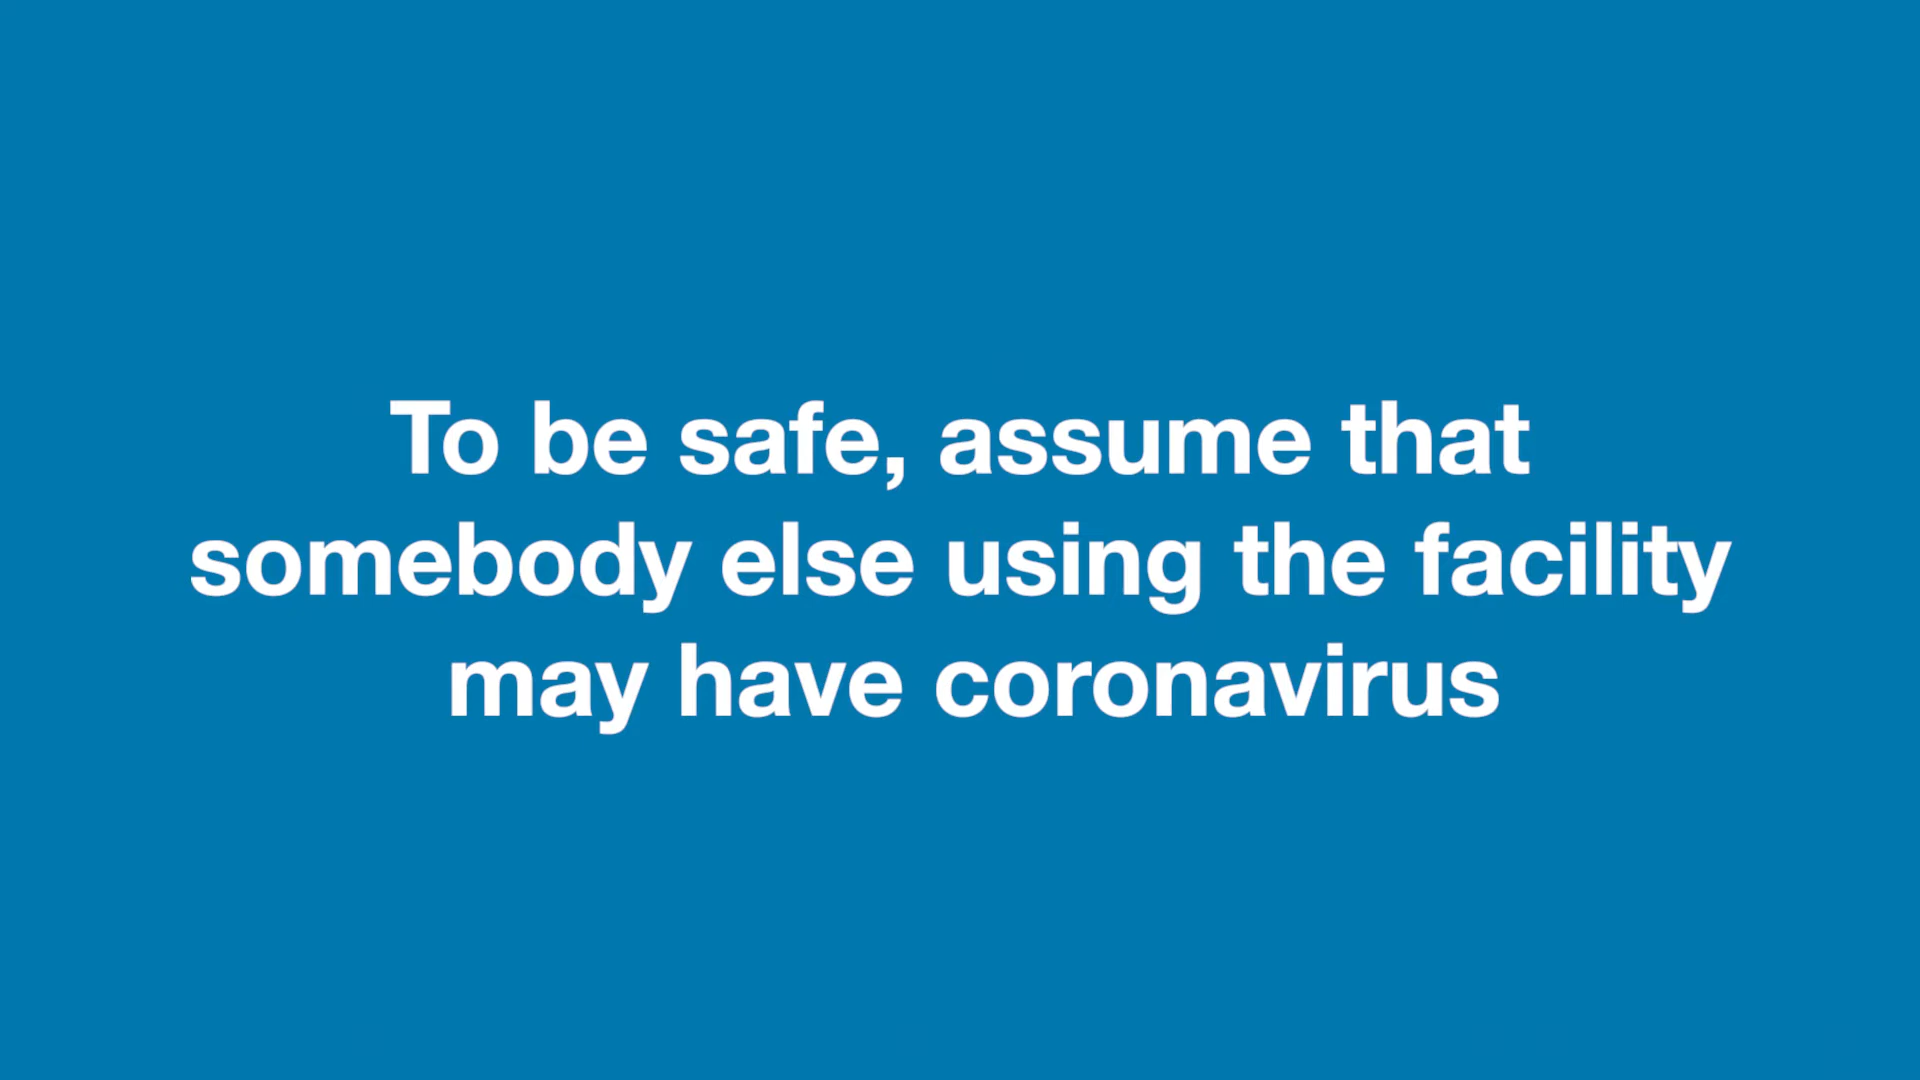 To be safe, assume that
somebody else using the facility
may have coronavirus